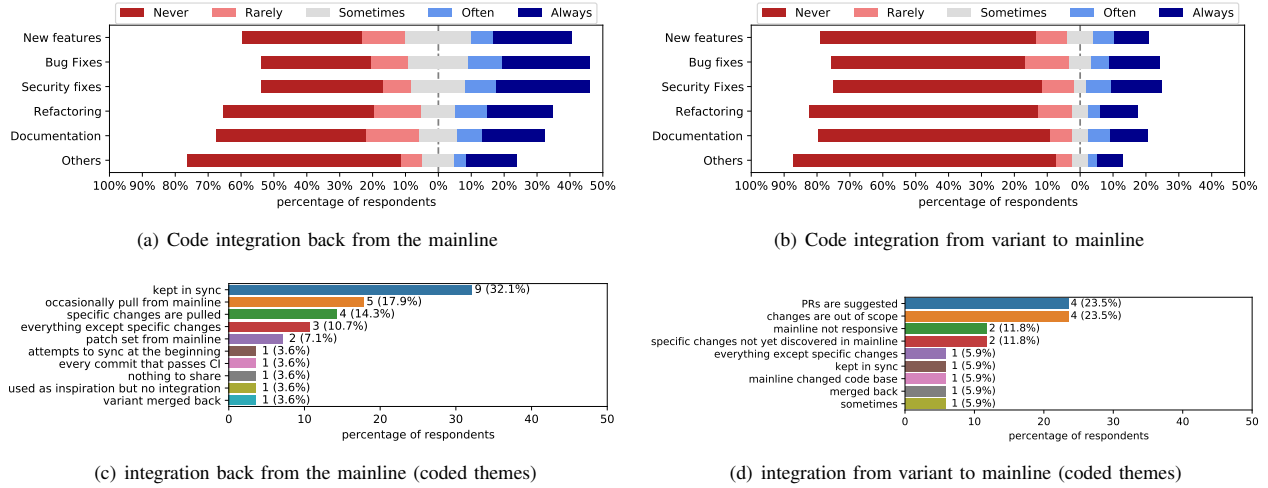 Never Rarely Sometimes Often Always
New features
Bug Fixes
Security fixes
Refactoring
Documentation
Others
100% 90% 80% 70% 60% 50% 40% 30% 20% 10% 0% 10% 20% 30% 40% 50%
percentage of respondents
(a) Code integration back from the mainline
Never Rarely Sometimes Often Always
New features
Bug fixes
Security Fixes
Refactoring
Documentation
Others
100% 90% 80% 70% 60% 50% 40% 30% 20% 10% 0% 10% 20% 30% 40% 50%
percentage of respondents
(b) Code integration from variant to mainline
kept in sync 9 (32.1%)
occasionally pull from mainline 5 (17.9%)
specific changes are pulled 4 (14.3%)
everything except specific changes 3 (10.7%)
patch set from mainline 2 (7.1%)
attempts to sync at the beginning 1 (3.6%)
every commit that passes CI 1 (3.6%)
nothing to share 1 (3.6%)
used as inspiration but no integration 1 (3.6%)
variant merged back 1 (3.6%)
0 10 20 30 40 50
percentage of respondents
(c) integration back from the mainline (coded themes)
PRs are suggested 4 (23.5%)
changes are out of scope 4 (23.5%)
mainline not responsive 2 (11.8%)
specific changes not yet discovered in mainline 2 (11.8%)
everything except specific changes 1 (5.9%)
kept in sync 1 (5.9%)
mainline changed code base 1 (5.9%)
merged back 1 (5.9%)
sometimes 1 (5.9%)
0 10 20 30 40 50
percentage of respondents
(d) integration from variant to mainline (coded themes)